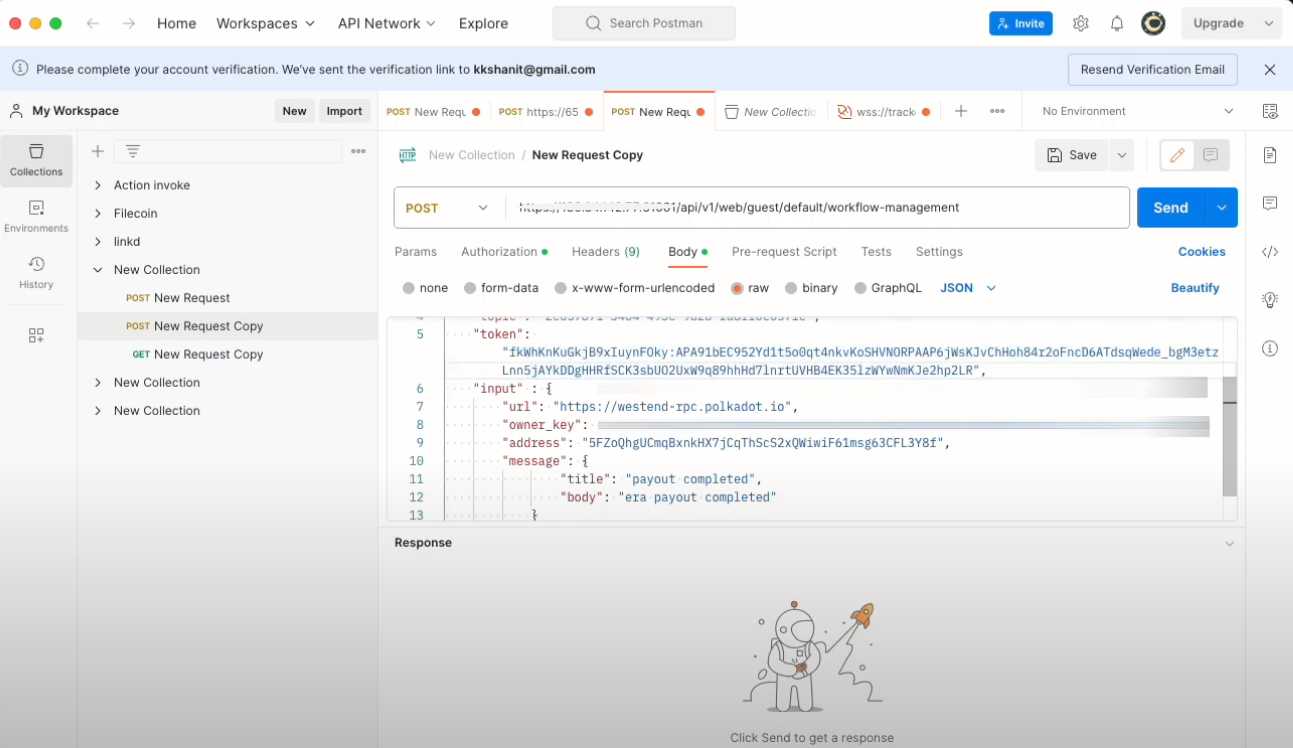 Home Workspaces API Network Explore Search Postman Invite Upgrade
Please complete your account verification. We've sent the verification link to kkshanit@gmail.com Resend Verification Email
My Workspace New Import POST New Requ POST https://65 POST New Requ New Collectio wss://track No Environment
Collections
Environments
History
Action invoke
Filecoin
linkd
New Collection
POST New Request
POST New Request Copy
GET New Request Copy
New Collection
New Collection
HTTP New Collection / New Request Copy Save
POST /api/v1/web/guest/default/workflow-management Send
Params Authorization Headers (9) Body Pre-request Script Tests Settings Cookies
none form-data x-www-form-urlencoded raw binary GraphQL JSON Beautify
5 "token":
"fkWhKnKuGkjB9xIuynFOky:APA91bEC952Yd1t5o0qt4nkvKoSHVNORPAAP6jWsKJvChHoh84r2oFncD6ATdsqWede_bgM3etz
Lnn5jAYkDDgHHRfSCK3sbUO2UxW9q89hhHd7lnrtUVHB4EK35lzWYwNmKJe2hp2LR",
6 "input" : {
7 "url": "https://westend-rpc.polkadot.io",
8 "owner_key":
9 "address": "5FZoQhgUCmqBxnkHX7jCqThScS2xQWiwiF61msg63CFL3Y8f",
10 "message": {
11 "title": "payout completed",
12 "body": "era payout completed"
13 }
Response
Click Send to get a response